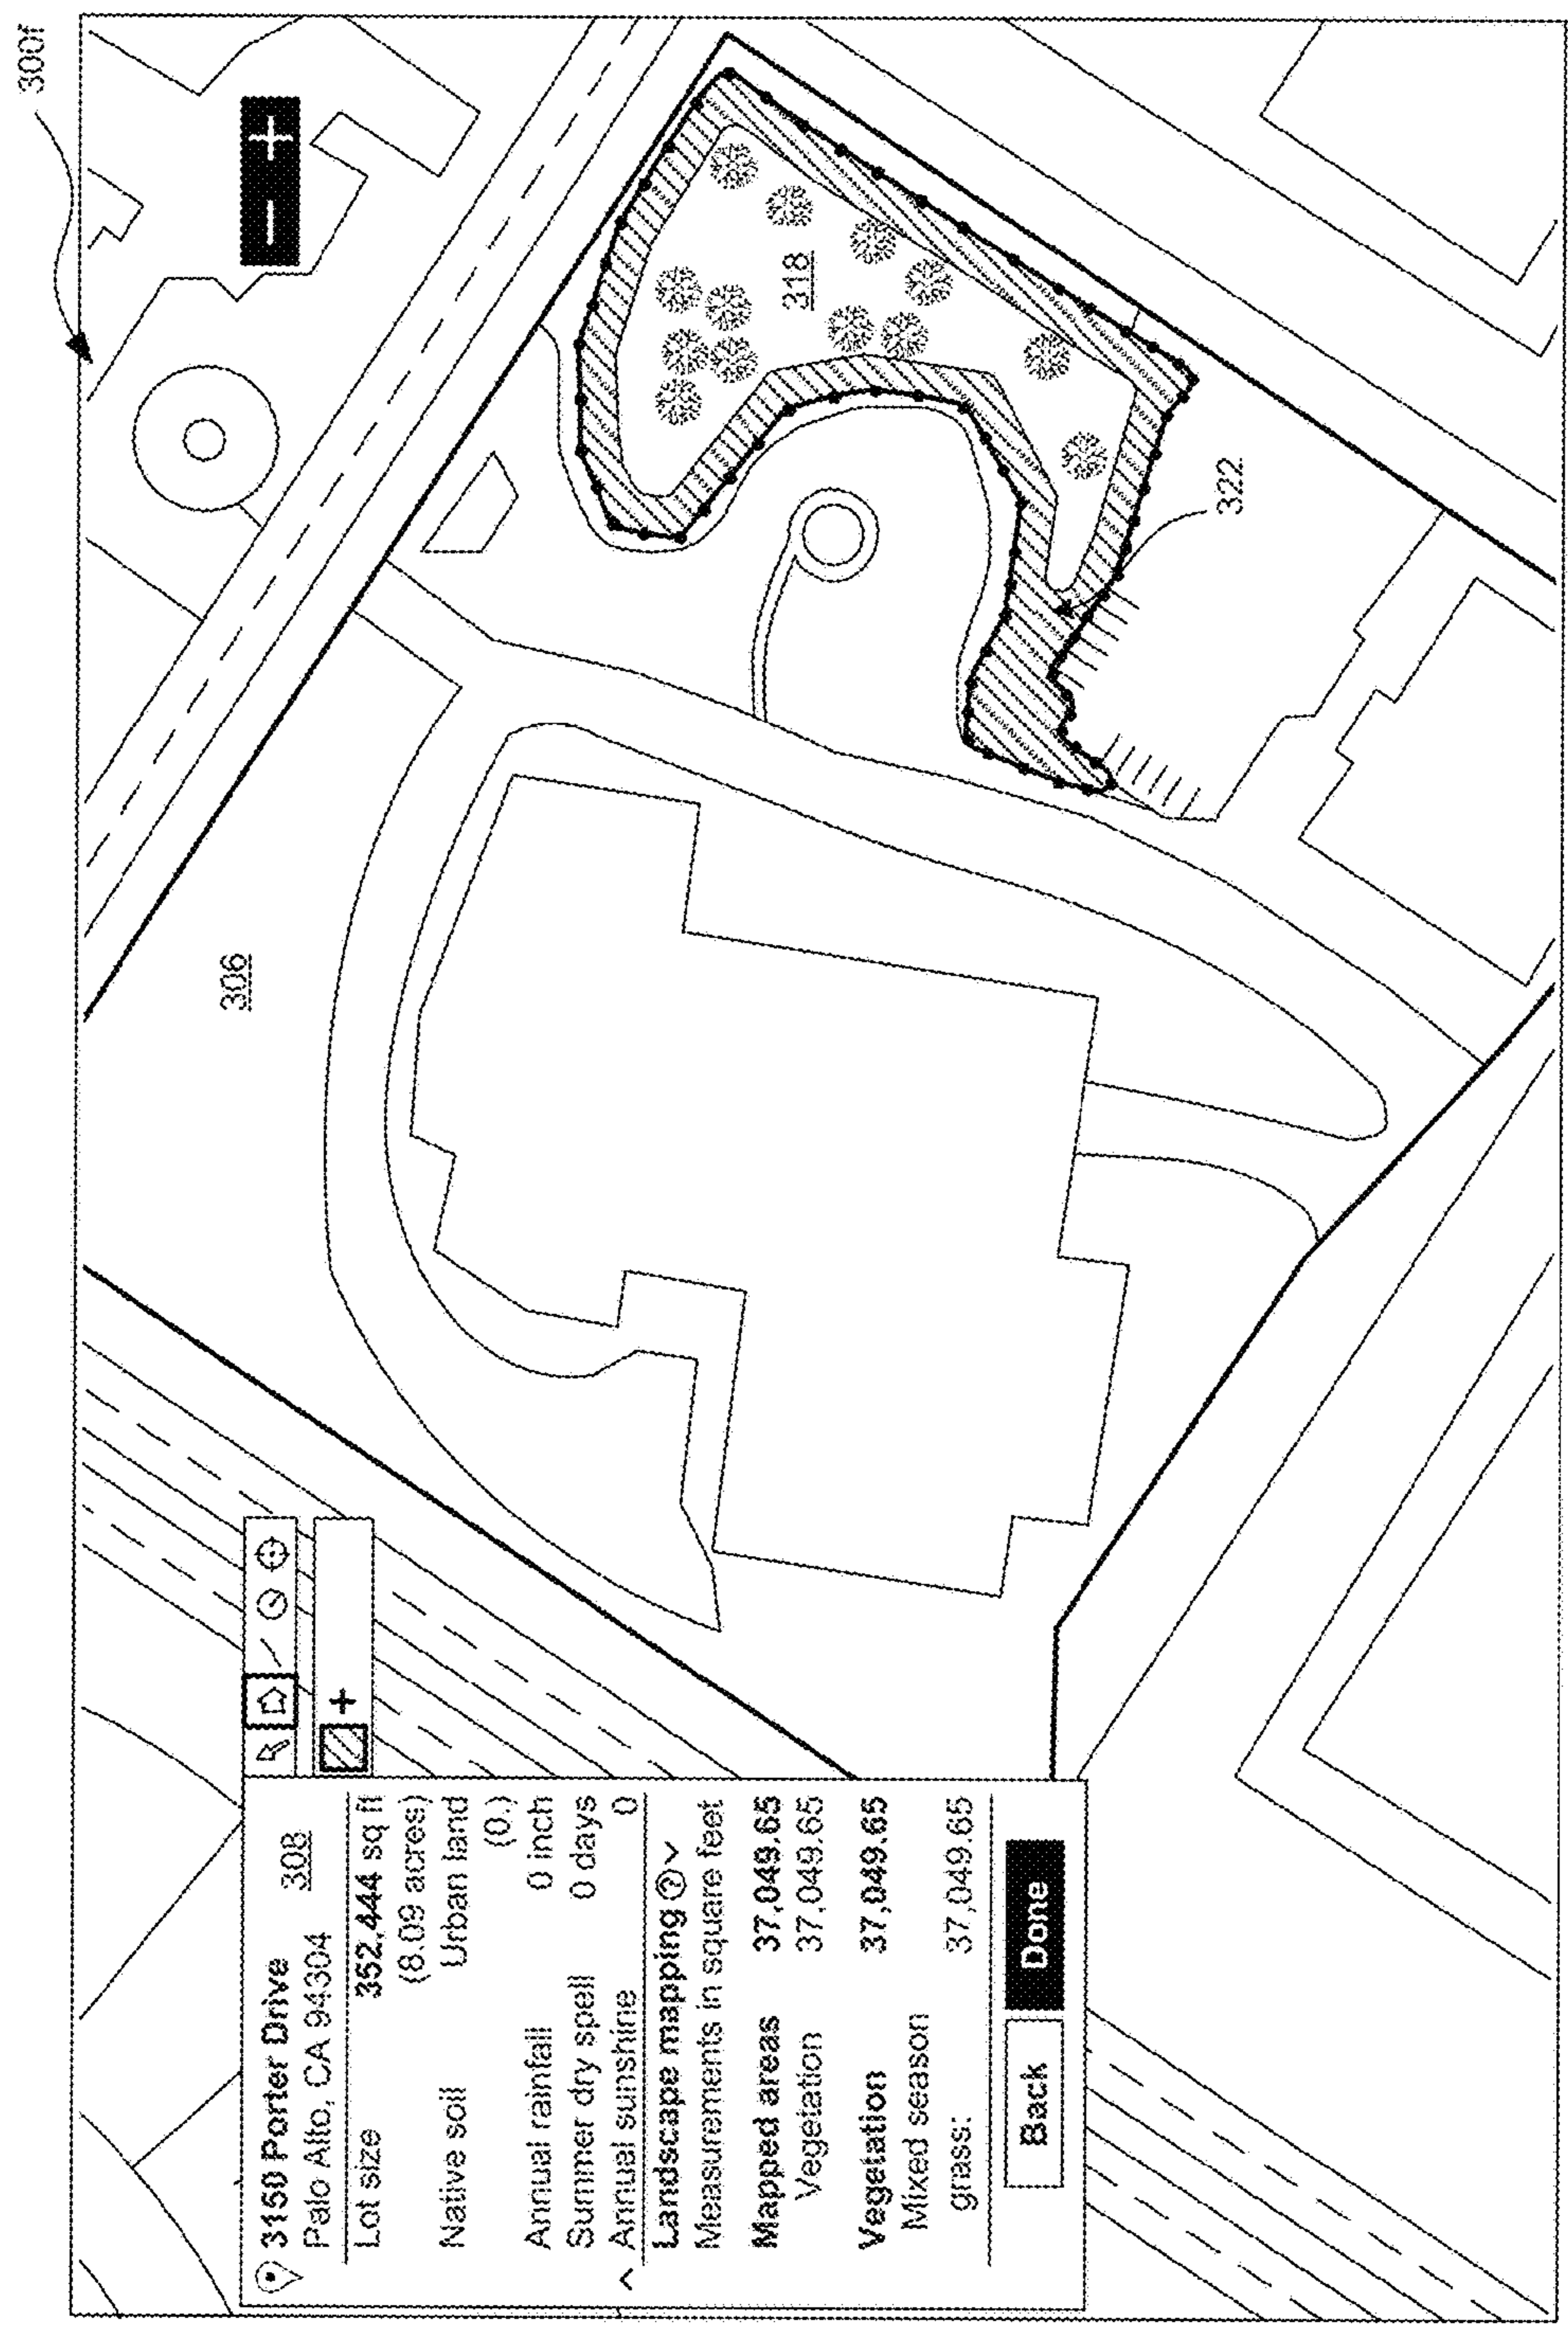 300f
− +
306
318
322
3150 Porter Drive
Palo Alto, CA 94304
308
Lot size 352,444 sq ft
(8.09 acres)
Native soil Urban land
(0.)
Annual rainfall 0 inch
Summer dry spell 0 days
^ Annual sunshine 0
Landscape mapping ?
Measurements in square feet
Mapped areas 37,049.65
Vegetation 37,049.65
Vegetation 37,049.65
Mixed season
grass: 37,049.65
Back Done
+